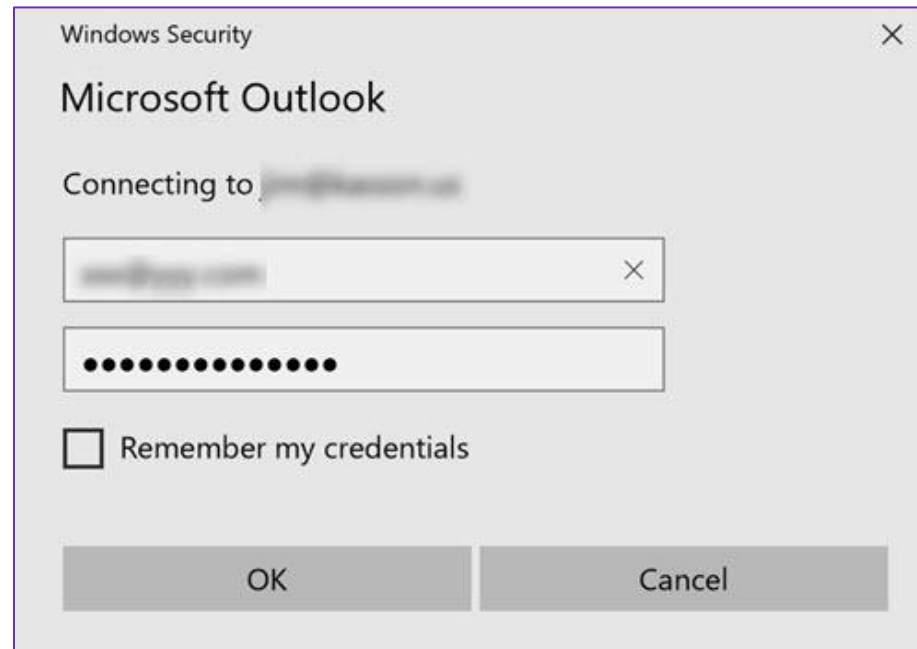 Windows Security
Microsoft Outlook
Connecting to
●●●●●●●●●●●●●●
Remember my credentials
OK
Cancel